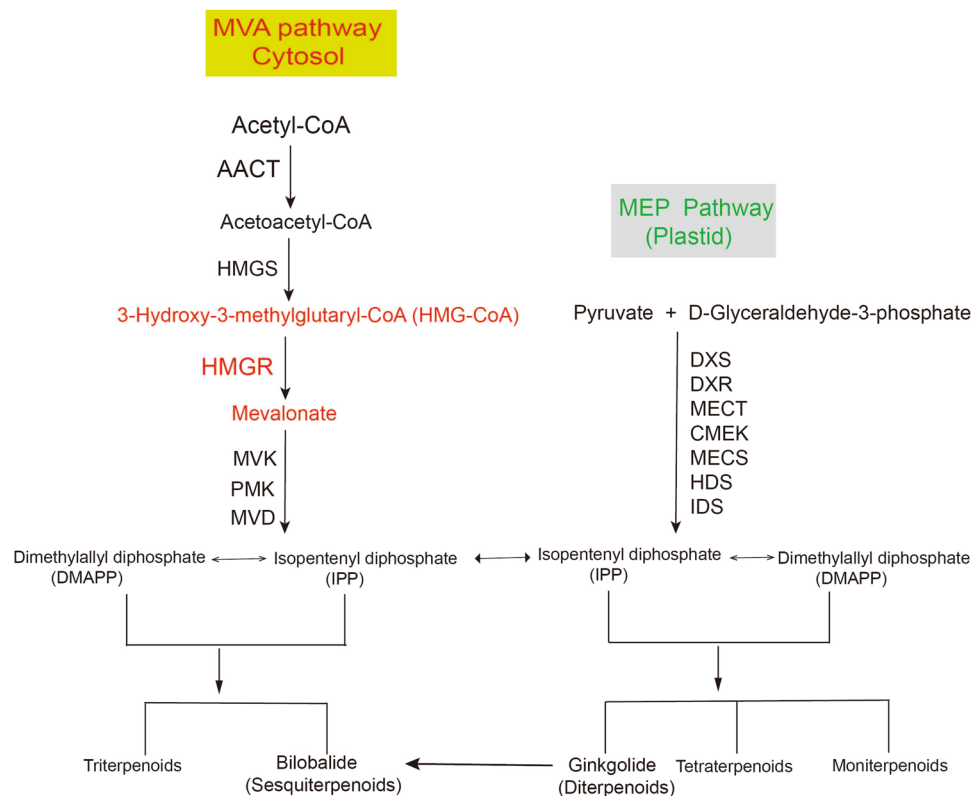 MVA pathway
Cytosol
Acetyl-CoA
AACT
Acetoacetyl-CoA
HMGS
3-Hydroxy-3-methylglutaryl-CoA (HMG-CoA)
HMGR
Mevalonate
MVK
PMK
MVD
Dimethylallyl diphosphate
(DMAPP)
Isopentenyl diphosphate
(IPP)
Triterpenoids
Bilobalide
(Sesquiterpenoids)
MEP Pathway
(Plastid)
Pyruvate + D-Glyceraldehyde-3-phosphate
DXS
DXR
MECT
CMEK
MECS
HDS
IDS
Isopentenyl diphosphate
(IPP)
Dimethylallyl diphosphate
(DMAPP)
Ginkgolide
(Diterpenoids)
Tetraterpenoids
Moniterpenoids